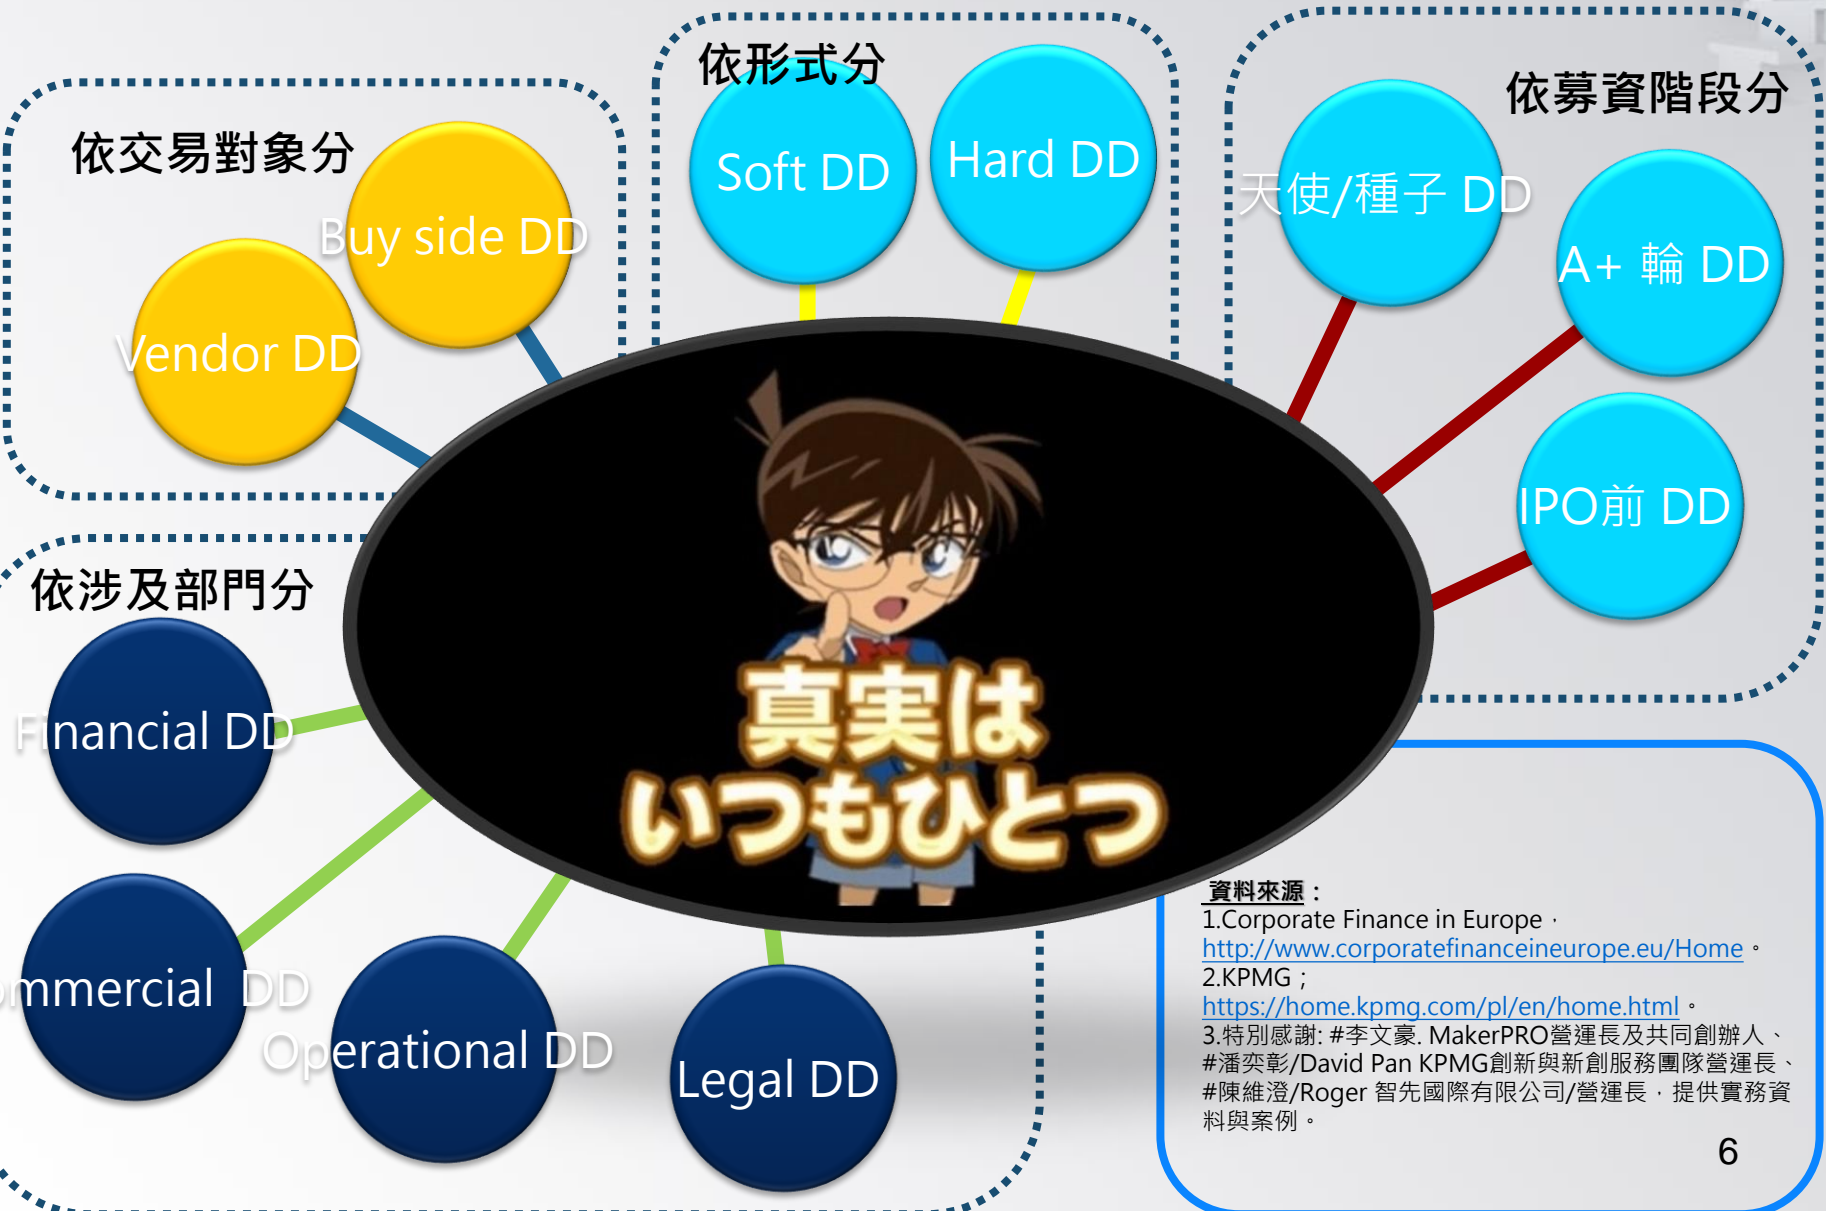 依交易對象分
Buy side DD
Vendor DD
依形式分
Soft DD
Hard DD
依募資階段分
天使/種子 DD
A+ 輪 DD
IPO前 DD
依涉及部門分
Financial DD
ommercial DD
Operational DD
Legal DD
真実は
いつもひとつ
資料來源：
1.Corporate Finance in Europe，
http://www.corporatefinanceineurope.eu/Home。
2.KPMG；
https://home.kpmg.com/pl/en/home.html。
3.特別感謝: #李文豪. MakerPRO營運長及共同創辦人、
#潘奕彰/David Pan KPMG創新與新創服務團隊營運長、
#陳維澄/Roger 智先國際有限公司/營運長，提供實務資
料與案例。
6